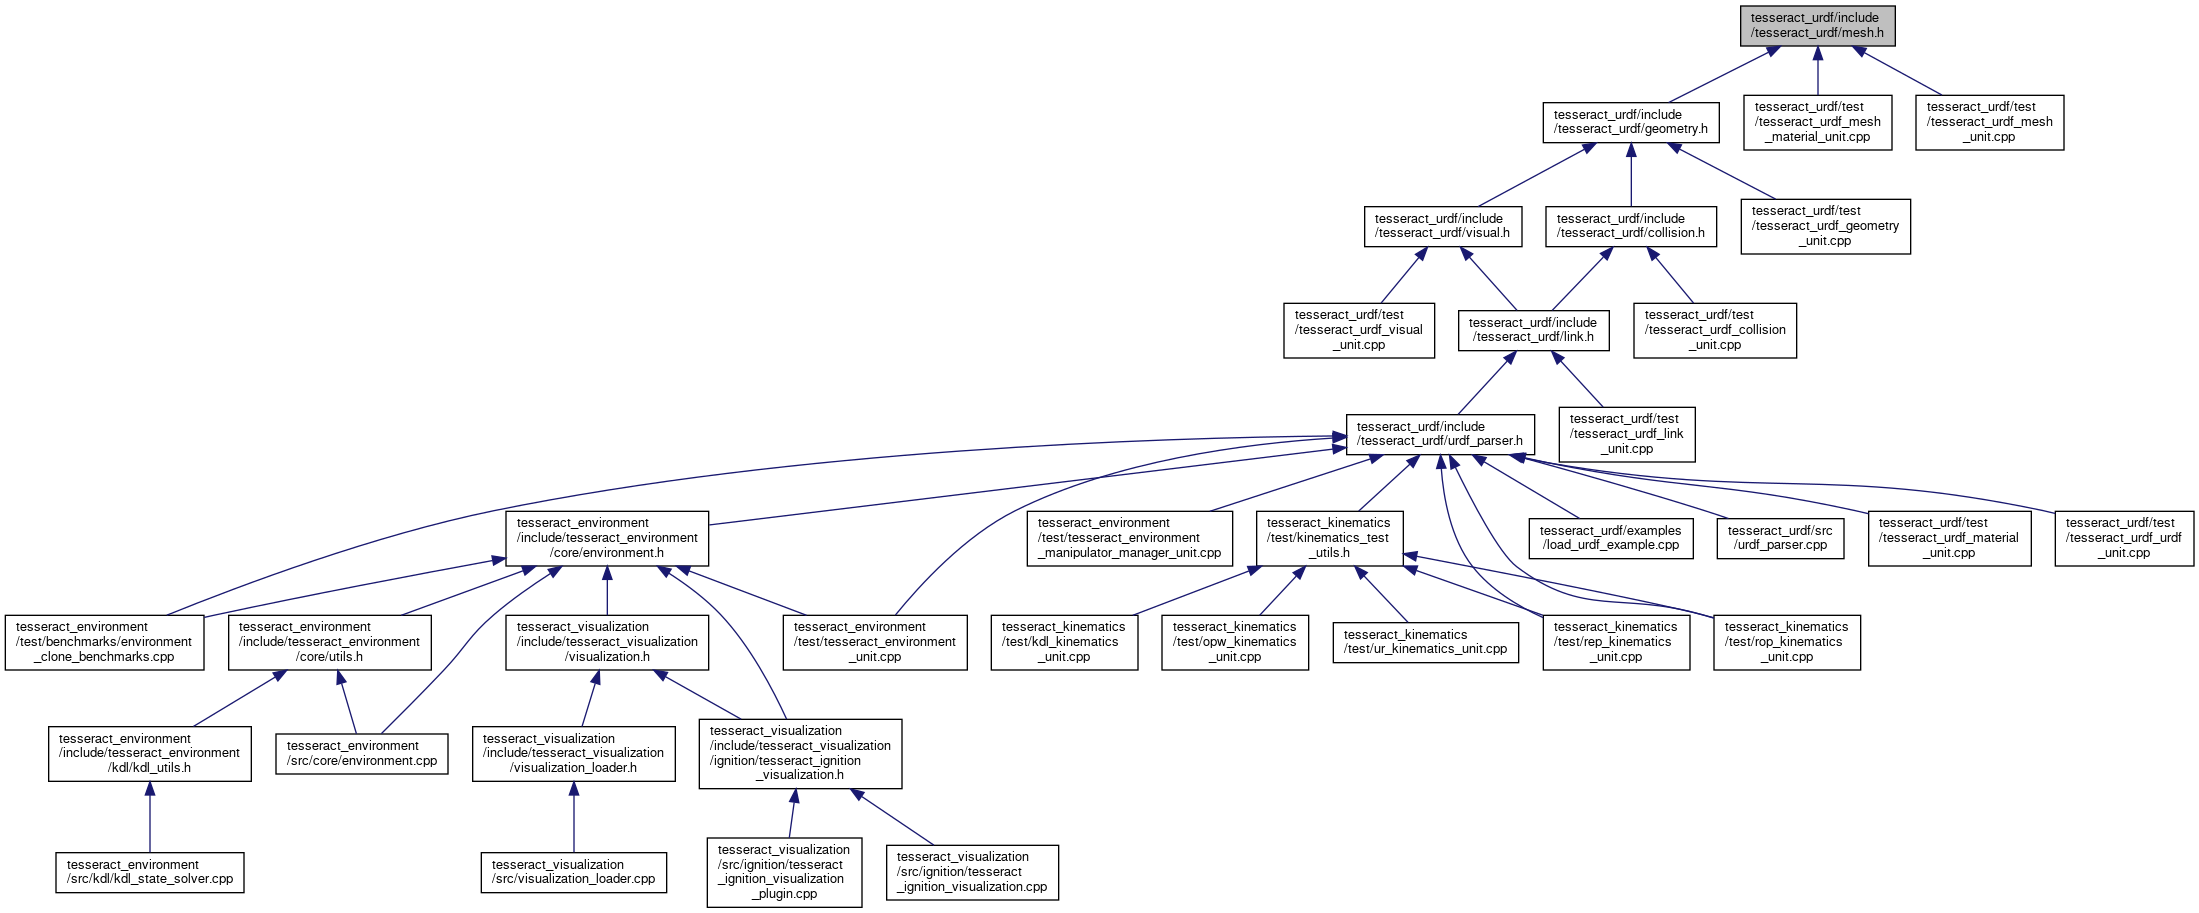 tesseract_urdf/include
/tesseract_urdf/mesh.h
tesseract_urdf/include
/tesseract_urdf/geometry.h
tesseract_urdf/test
/tesseract_urdf_mesh
_material_unit.cpp
tesseract_urdf/test
/tesseract_urdf_mesh
_unit.cpp
tesseract_urdf/include
/tesseract_urdf/visual.h
tesseract_urdf/include
/tesseract_urdf/collision.h
tesseract_urdf/test
/tesseract_urdf_geometry
_unit.cpp
tesseract_urdf/test
/tesseract_urdf_visual
_unit.cpp
tesseract_urdf/include
/tesseract_urdf/link.h
tesseract_urdf/test
/tesseract_urdf_collision
_unit.cpp
tesseract_urdf/include
/tesseract_urdf/urdf_parser.h
tesseract_urdf/test
/tesseract_urdf_link
_unit.cpp
tesseract_environment
/include/tesseract_environment
/core/environment.h
tesseract_environment
/test/tesseract_environment
_manipulator_manager_unit.cpp
tesseract_kinematics
/test/kinematics_test
_utils.h
tesseract_urdf/examples
/load_urdf_example.cpp
tesseract_urdf/src
/urdf_parser.cpp
tesseract_urdf/test
/tesseract_urdf_material
_unit.cpp
tesseract_urdf/test
/tesseract_urdf_urdf
_unit.cpp
tesseract_environment
/test/benchmarks/environment
_clone_benchmarks.cpp
tesseract_environment
/include/tesseract_environment
/core/utils.h
tesseract_visualization
/include/tesseract_visualization
/visualization.h
tesseract_environment
/test/tesseract_environment
_unit.cpp
tesseract_kinematics
/test/kdl_kinematics
_unit.cpp
tesseract_kinematics
/test/opw_kinematics
_unit.cpp
tesseract_kinematics
/test/ur_kinematics_unit.cpp
tesseract_kinematics
/test/rep_kinematics
_unit.cpp
tesseract_kinematics
/test/rop_kinematics
_unit.cpp
tesseract_environment
/include/tesseract_environment
/kdl/kdl_utils.h
tesseract_environment
/src/core/environment.cpp
tesseract_visualization
/include/tesseract_visualization
/visualization_loader.h
tesseract_visualization
/include/tesseract_visualization
/ignition/tesseract_ignition
_visualization.h
tesseract_environment
/src/kdl/kdl_state_solver.cpp
tesseract_visualization
/src/visualization_loader.cpp
tesseract_visualization
/src/ignition/tesseract
_ignition_visualization
_plugin.cpp
tesseract_visualization
/src/ignition/tesseract
_ignition_visualization.cpp